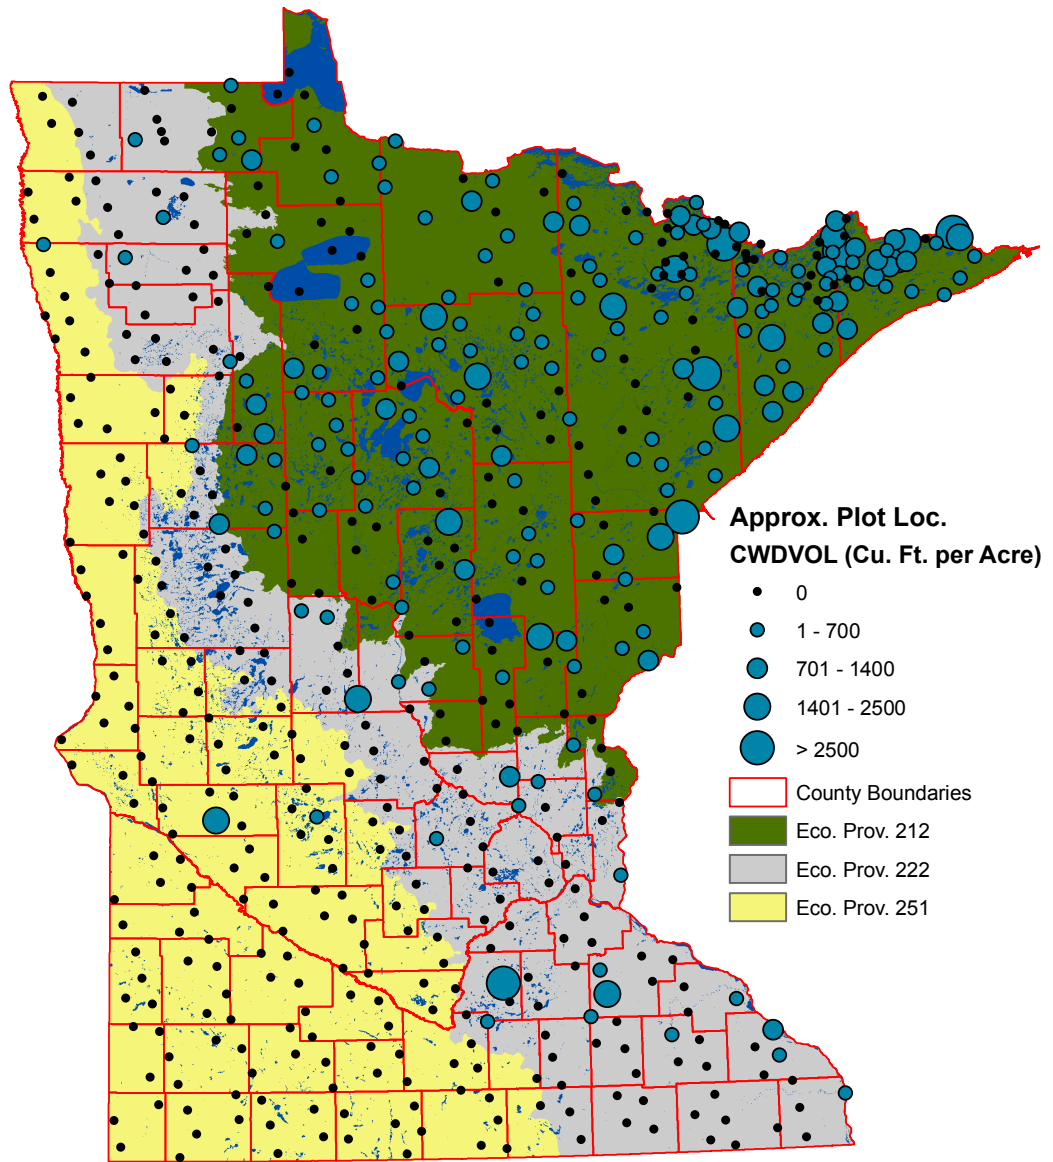 Approx. Plot Loc.
CWDVOL (Cu. Ft. per Acre)
0
1 - 700
701 - 1400
1401 - 2500
> 2500
County Boundaries
Eco. Prov. 212
Eco. Prov. 222
Eco. Prov. 251